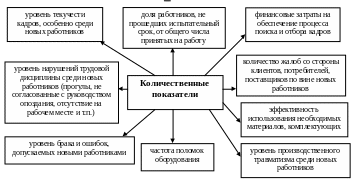 уровень текучести
кадров, особенно среди
новых работников
доля работников, не
прошедших испытательный
срок, от общего числа
принятых на работу
финансовые затраты на
обеспечение процесса
поиска и отбора кадров
уровень нарушений трудовой
дисциплины среди новых
работников (прогулы, не
согласованные с руководством
опоздания, отсутствие на
рабочем месте и т.п.)
Количественные
показатели
количество жалоб со стороны
клиентов, потребителей,
поставщиков по вине новых
работников
эффективность
использования необходимых
материалов, комплектующих
уровень брака и ошибок,
допускаемых новыми работниками
частота поломок
оборудования
уровень производственного
травматизма среди новых
работников